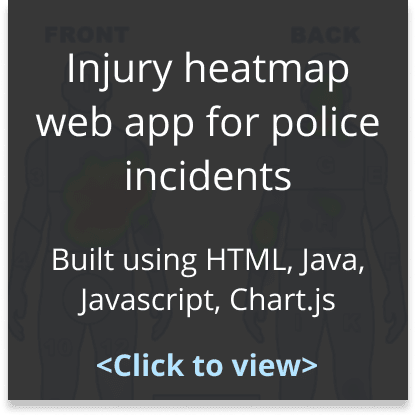 FRONT BACK
Injury heatmap
web app for police
incidents
Built using HTML, Java,
Javascript, Chart.js
<Click to view>